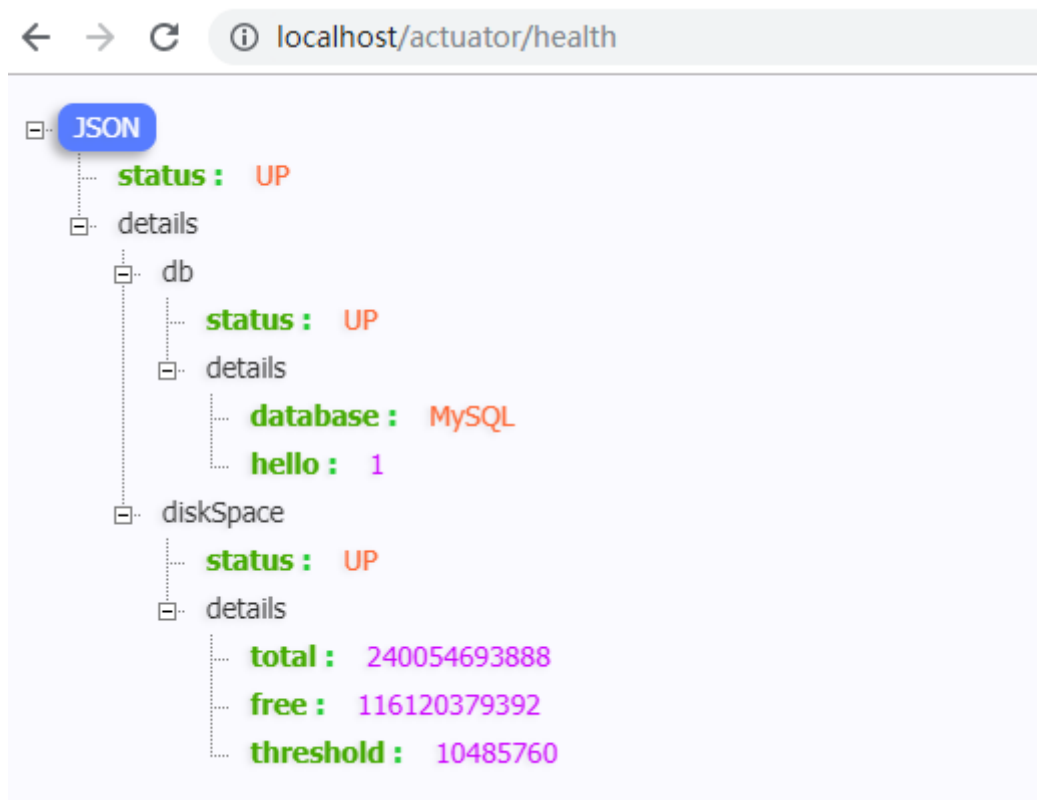 localhost/actuator/health
JSON
status : UP
details
db
status : UP
details
database : MySQL
hello : 1
diskSpace
status : UP
details
total : 240054693888
free : 116120379392
threshold : 10485760